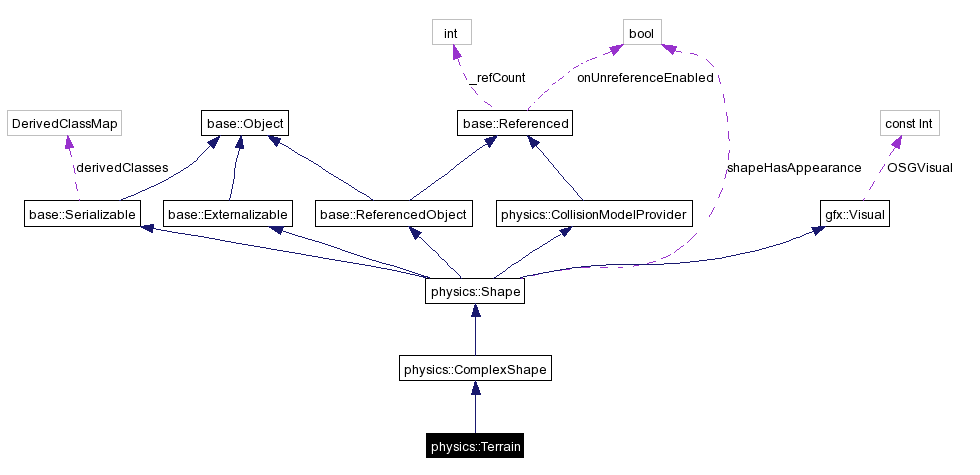 int
bool
_refCount
onUnreferenceEnabled
DerivedClassMap
base::Object
base::Referenced
const Int
derivedClasses
shapeHasAppearance
OSGVisual
base::Serializable
base::Externalizable
base::ReferencedObject
physics::CollisionModelProvider
gfx::Visual
physics::Shape
physics::ComplexShape
physics::Terrain